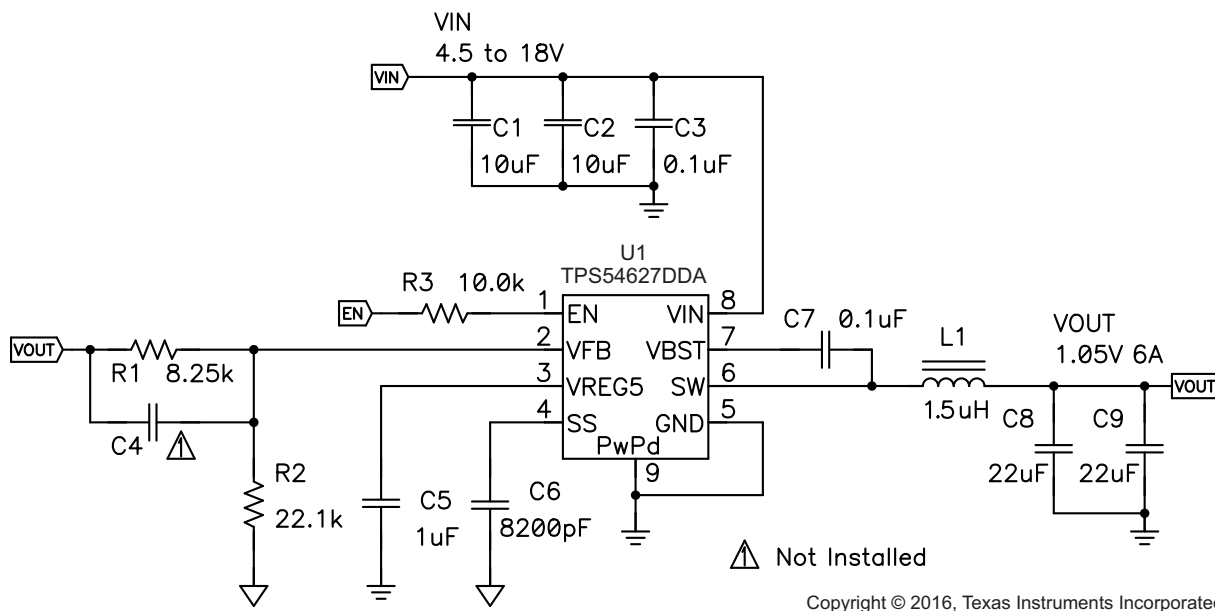 VIN
4.5 to 18V
VIN
C1
C2
C3
10uF
10uF
0.1uF
U1
TPS54627DDA
R3 10.0k
EN
1
EN
VIN
8
C7
0.1uF
VOUT
1.05V 6A
VOUT
R1
8.25k
2
VFB
VBST
7
L1
3
VREG5
SW
6
1.5uH
VOUT
C4
1
4
SS
GND
5
C8
C9
22uF
22uF
PwPd
9
R2
22.1k
C5
1uF
C6
8200pF
1 Not Installed
Copyright © 2016, Texas Instruments Incorporated